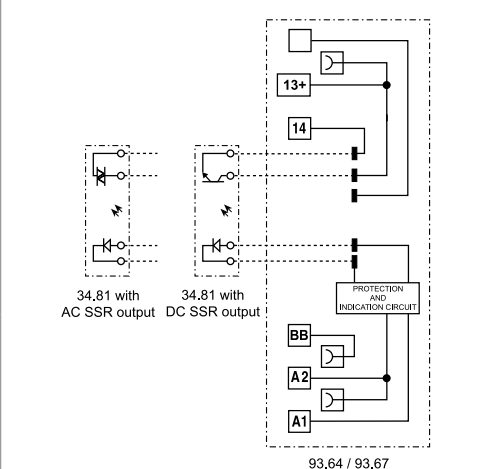 13+
14
34.81 with
AC SSR output
34.81 with
DC SSR output
PROTECTION
AND
INDICATION CIRCUIT
BB
A2
A1
93.64 / 93.67